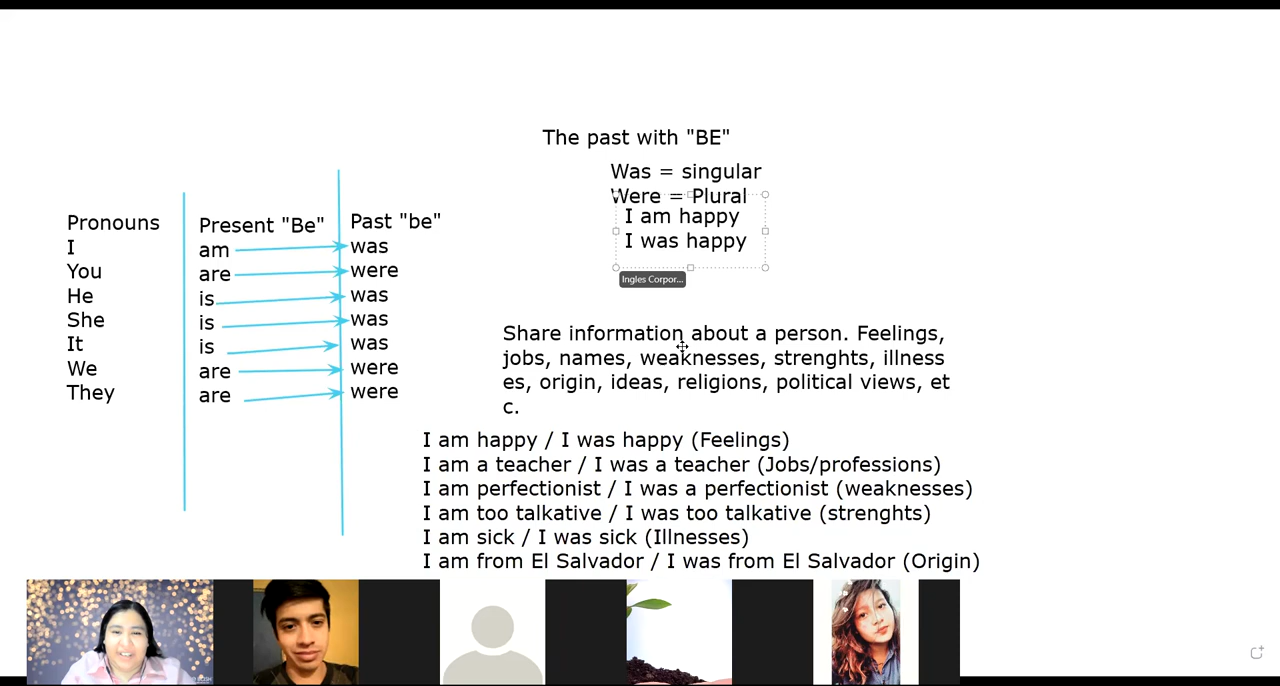 The past with "BE"
Was = singular
Were = Plural
I am happy
I was happy
Ingles Corpor...
Pronouns
I
You
He
She
It
We
They
Present "Be"
am
are
is
is
is
are
are
Past "be"
was
were
was
was
was
were
were
Share information about a person. Feelings,
jobs, names, weaknesses, strenghts, illness
es, origin, ideas, religions, political views, et
c.
I am happy / I was happy (Feelings)
I am a teacher / I was a teacher (Jobs/professions)
I am perfectionist / I was a perfectionist (weaknesses)
I am too talkative / I was too talkative (strenghts)
I am sick / I was sick (Illnesses)
I am from El Salvador / I was from El Salvador (Origin)